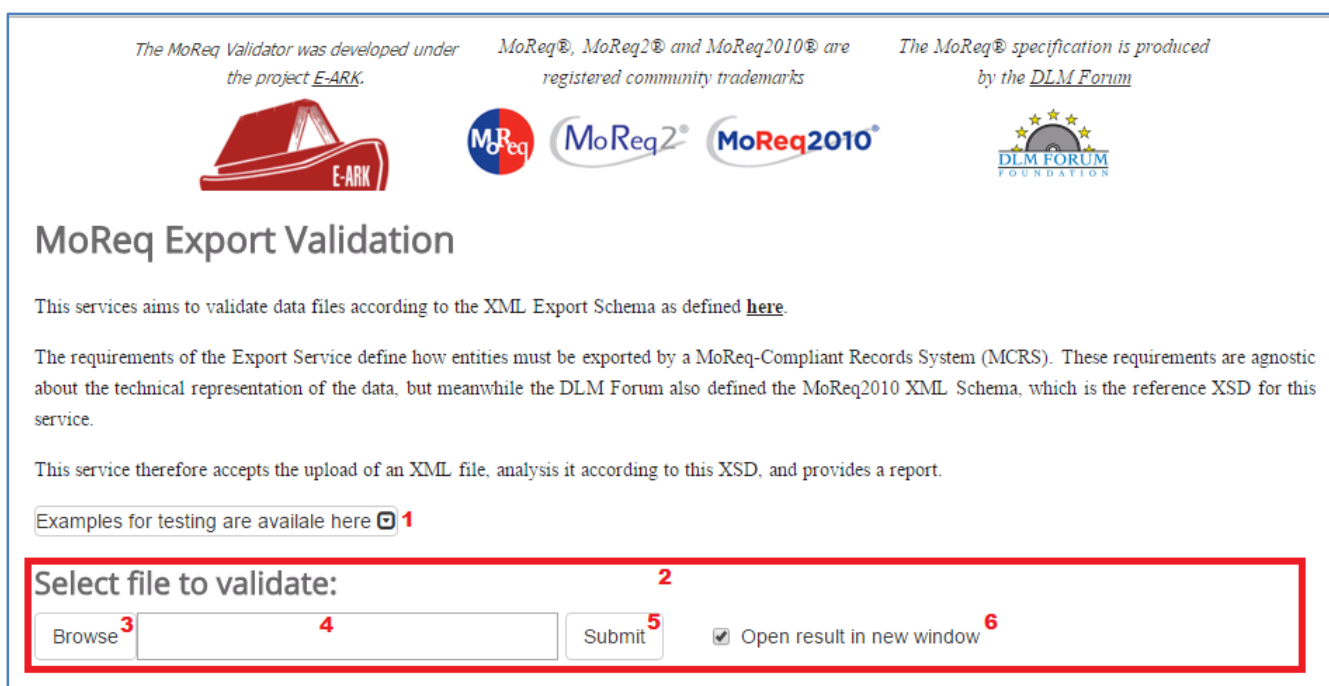 The MoReq Validator was developed under
the project E-ARK.
MoReq®, MoReq2® and MoReq2010® are
registered community trademarks
The MoReq® specification is produced
by the DLM Forum
E-ARK
MoReq
MoReq2®
MoReq2010®
DLM FORUM
FOUNDATION
MoReq Export Validation
This services aims to validate data files according to the XML Export Schema as defined here.
The requirements of the Export Service define how entities must be exported by a MoReq-Compliant Records System (MCRS). These requirements are agnostic
about the technical representation of the data, but meanwhile the DLM Forum also defined the MoReq2010 XML Schema, which is the reference XSD for this
service.
This service therefore accepts the upload of an XML file, analysis it according to this XSD, and provides a report.
Examples for testing are availale here 1
Select file to validate: 2
Browse 3 4 Submit 5 Open result in new window 6